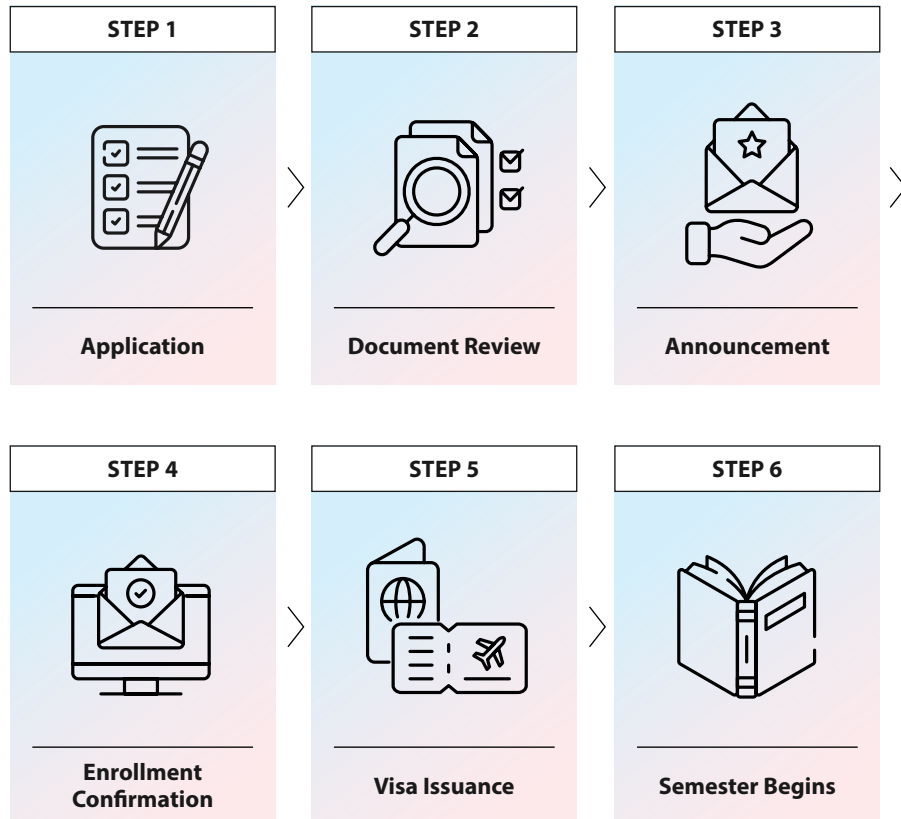 STEP 1
STEP 2
STEP 3
Application
Document Review
Announcement
STEP 4
STEP 5
STEP 6
Enrollment
Confirmation
Visa Issuance
Semester Begins